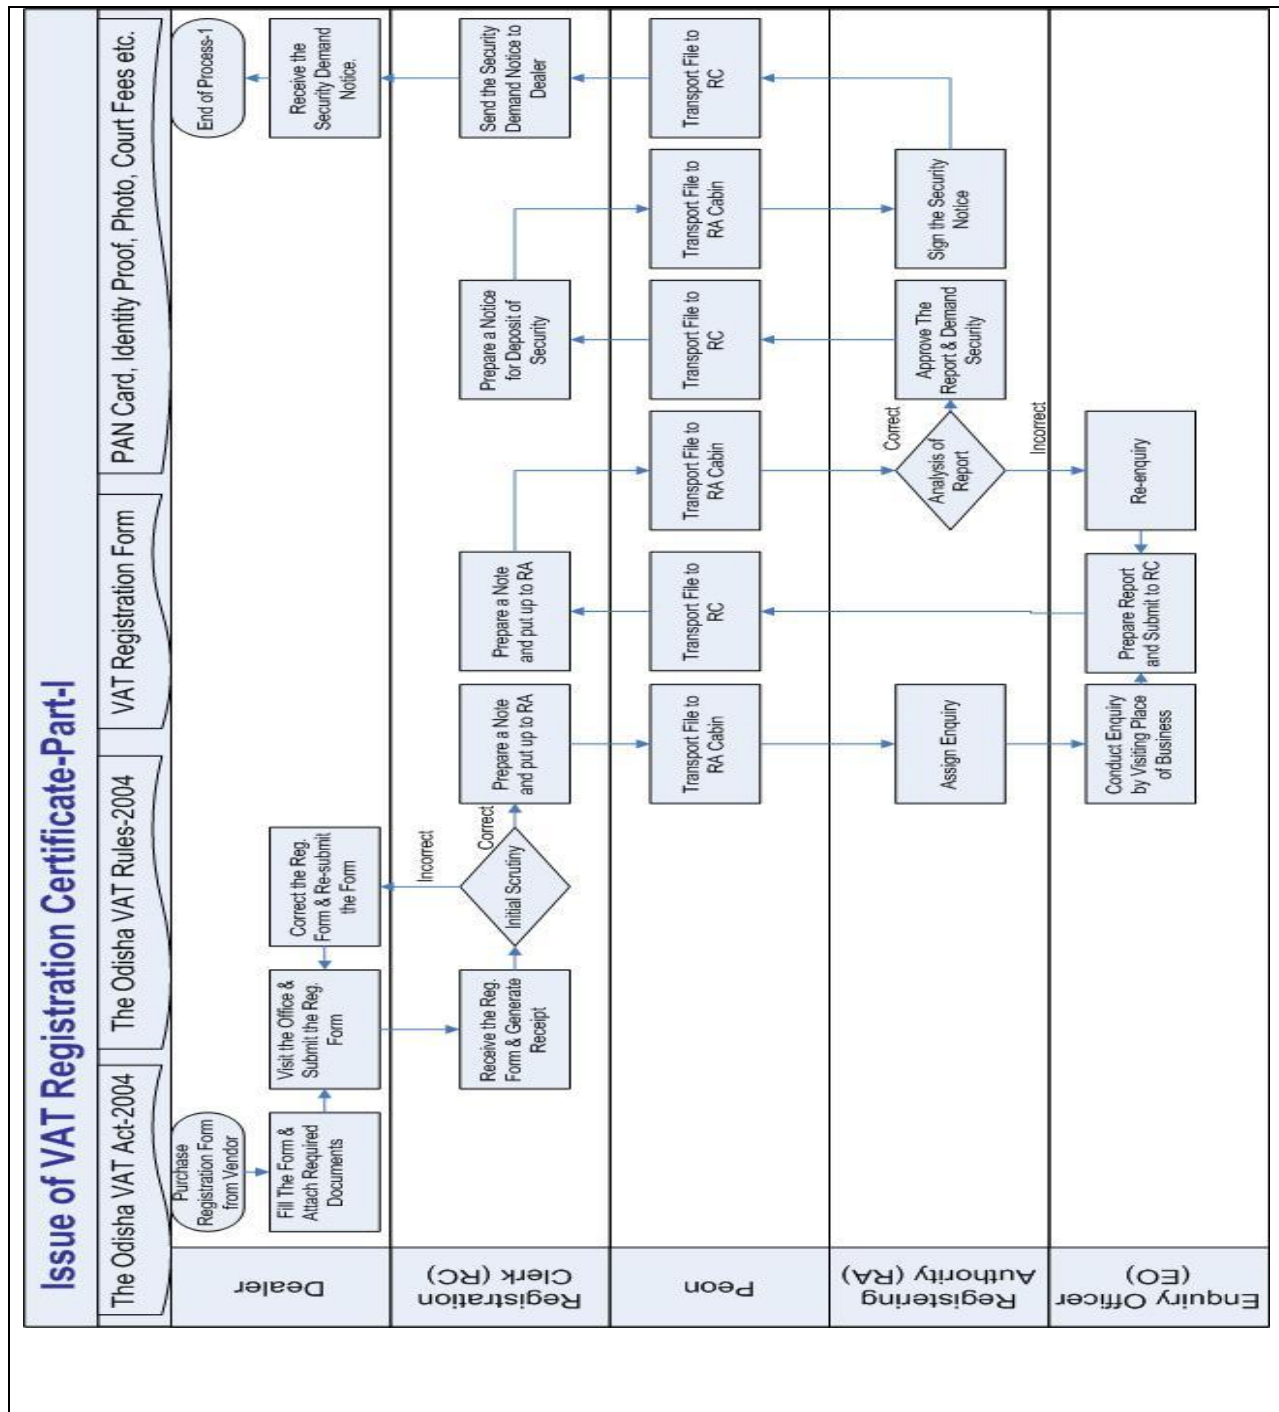 Issue of VAT Registration Certificate-Part-I
The Odisha VAT Act-2004
The Odisha VAT Rules-2004
VAT Registration Form
PAN Card, Identity Proof, Photo, Court Fees etc.
Dealer
Purchase
Registration Form
from Vendor
Fill The Form &
Attach Required
Documents
Visit the Office &
Submit the Reg.
Form
Correct the Reg.
Form & Re-submit
the Form
Receive the
Security Demand
Notice.
End of Process-1
Registration
Clerk (RC)
Receive the Reg.
Form & Generate
Receipt
Initial Scrutiny
Incorrect
Correct
Prepare a Note
and put up to RA
Prepare a Note
and put up to RA
Prepare a Notice
for Deposit of
Security
Send the Security
Demand Notice to
Dealer
Peon
Transport File to
RA Cabin
Transport File to
RC
Transport File to
RA Cabin
Transport File to
RC
Transport File to
RA Cabin
Transport File to
RC
Registering
Authority (RA)
Assign Enquiry
Analysis of
Report
Correct
Incorrect
Approve The
Report & Demand
Security
Sign the Security
Notice
Enquiry Officer
(EO)
Conduct Enquiry
by Visiting Place
of Business
Prepare Report
and Submit to RC
Re-enquiry